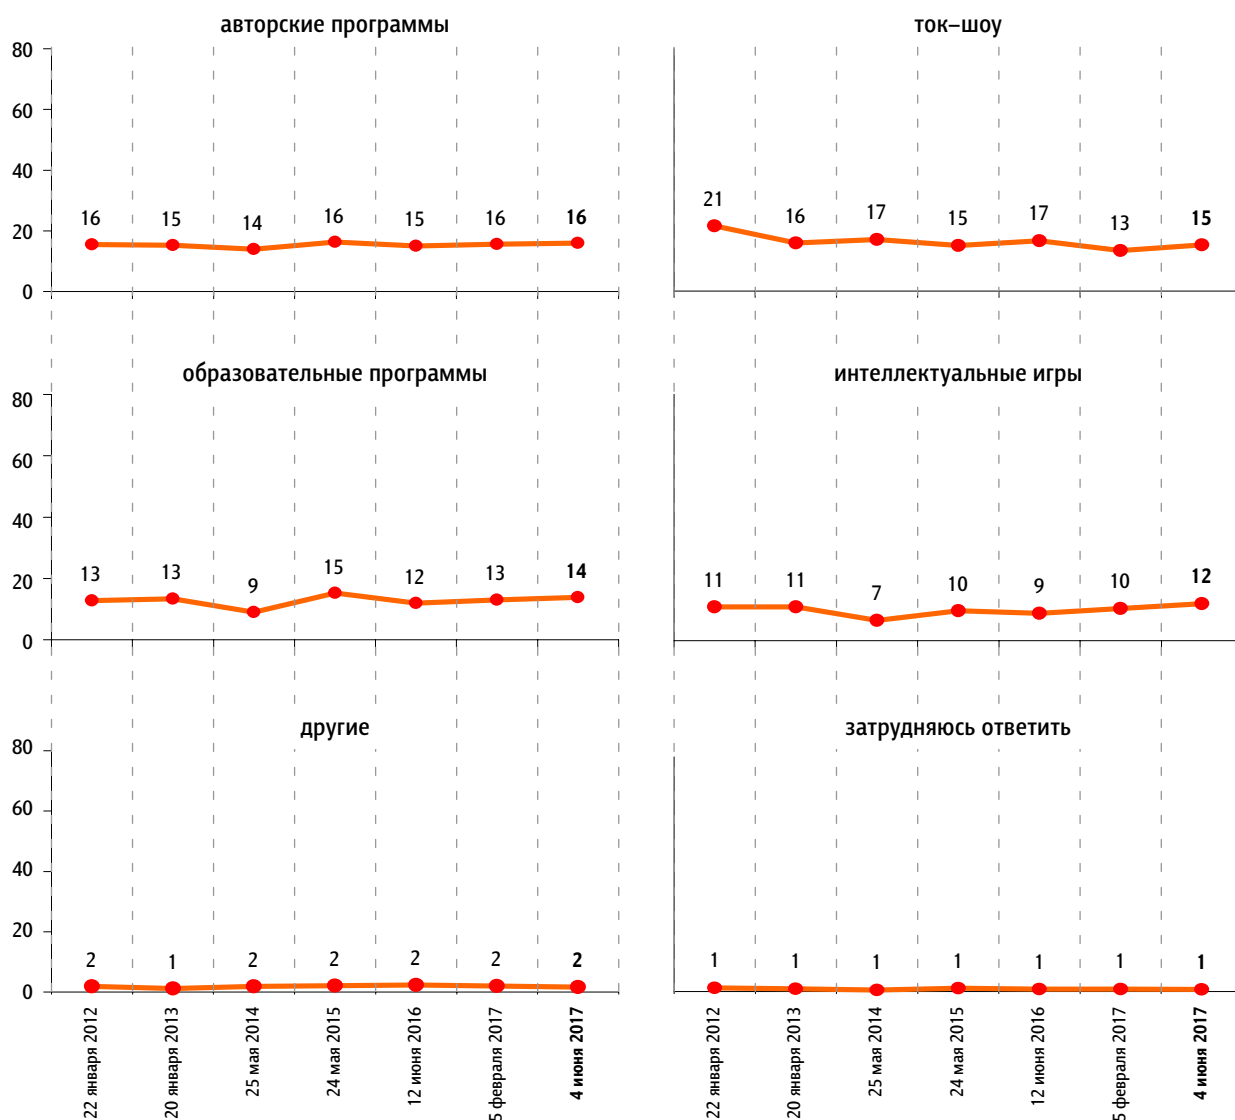 авторские программы
80
60
40
20
0
16 15 14 16 15 16 16
ток–шоу
21 16 17 15 17 13 15
образовательные программы
80
60
40
20
0
13 13 9 15 12 13 14
интеллектуальные игры
11 11 7 10 9 10 12
другие
80
60
40
20
0
2 1 2 2 2 2 2
22 января 2012
20 января 2013
25 мая 2014
24 мая 2015
12 июня 2016
5 февраля 2017
4 июня 2017
затрудняюсь ответить
1 1 1 1 1 1 1
22 января 2012
20 января 2013
25 мая 2014
24 мая 2015
12 июня 2016
5 февраля 2017
4 июня 2017